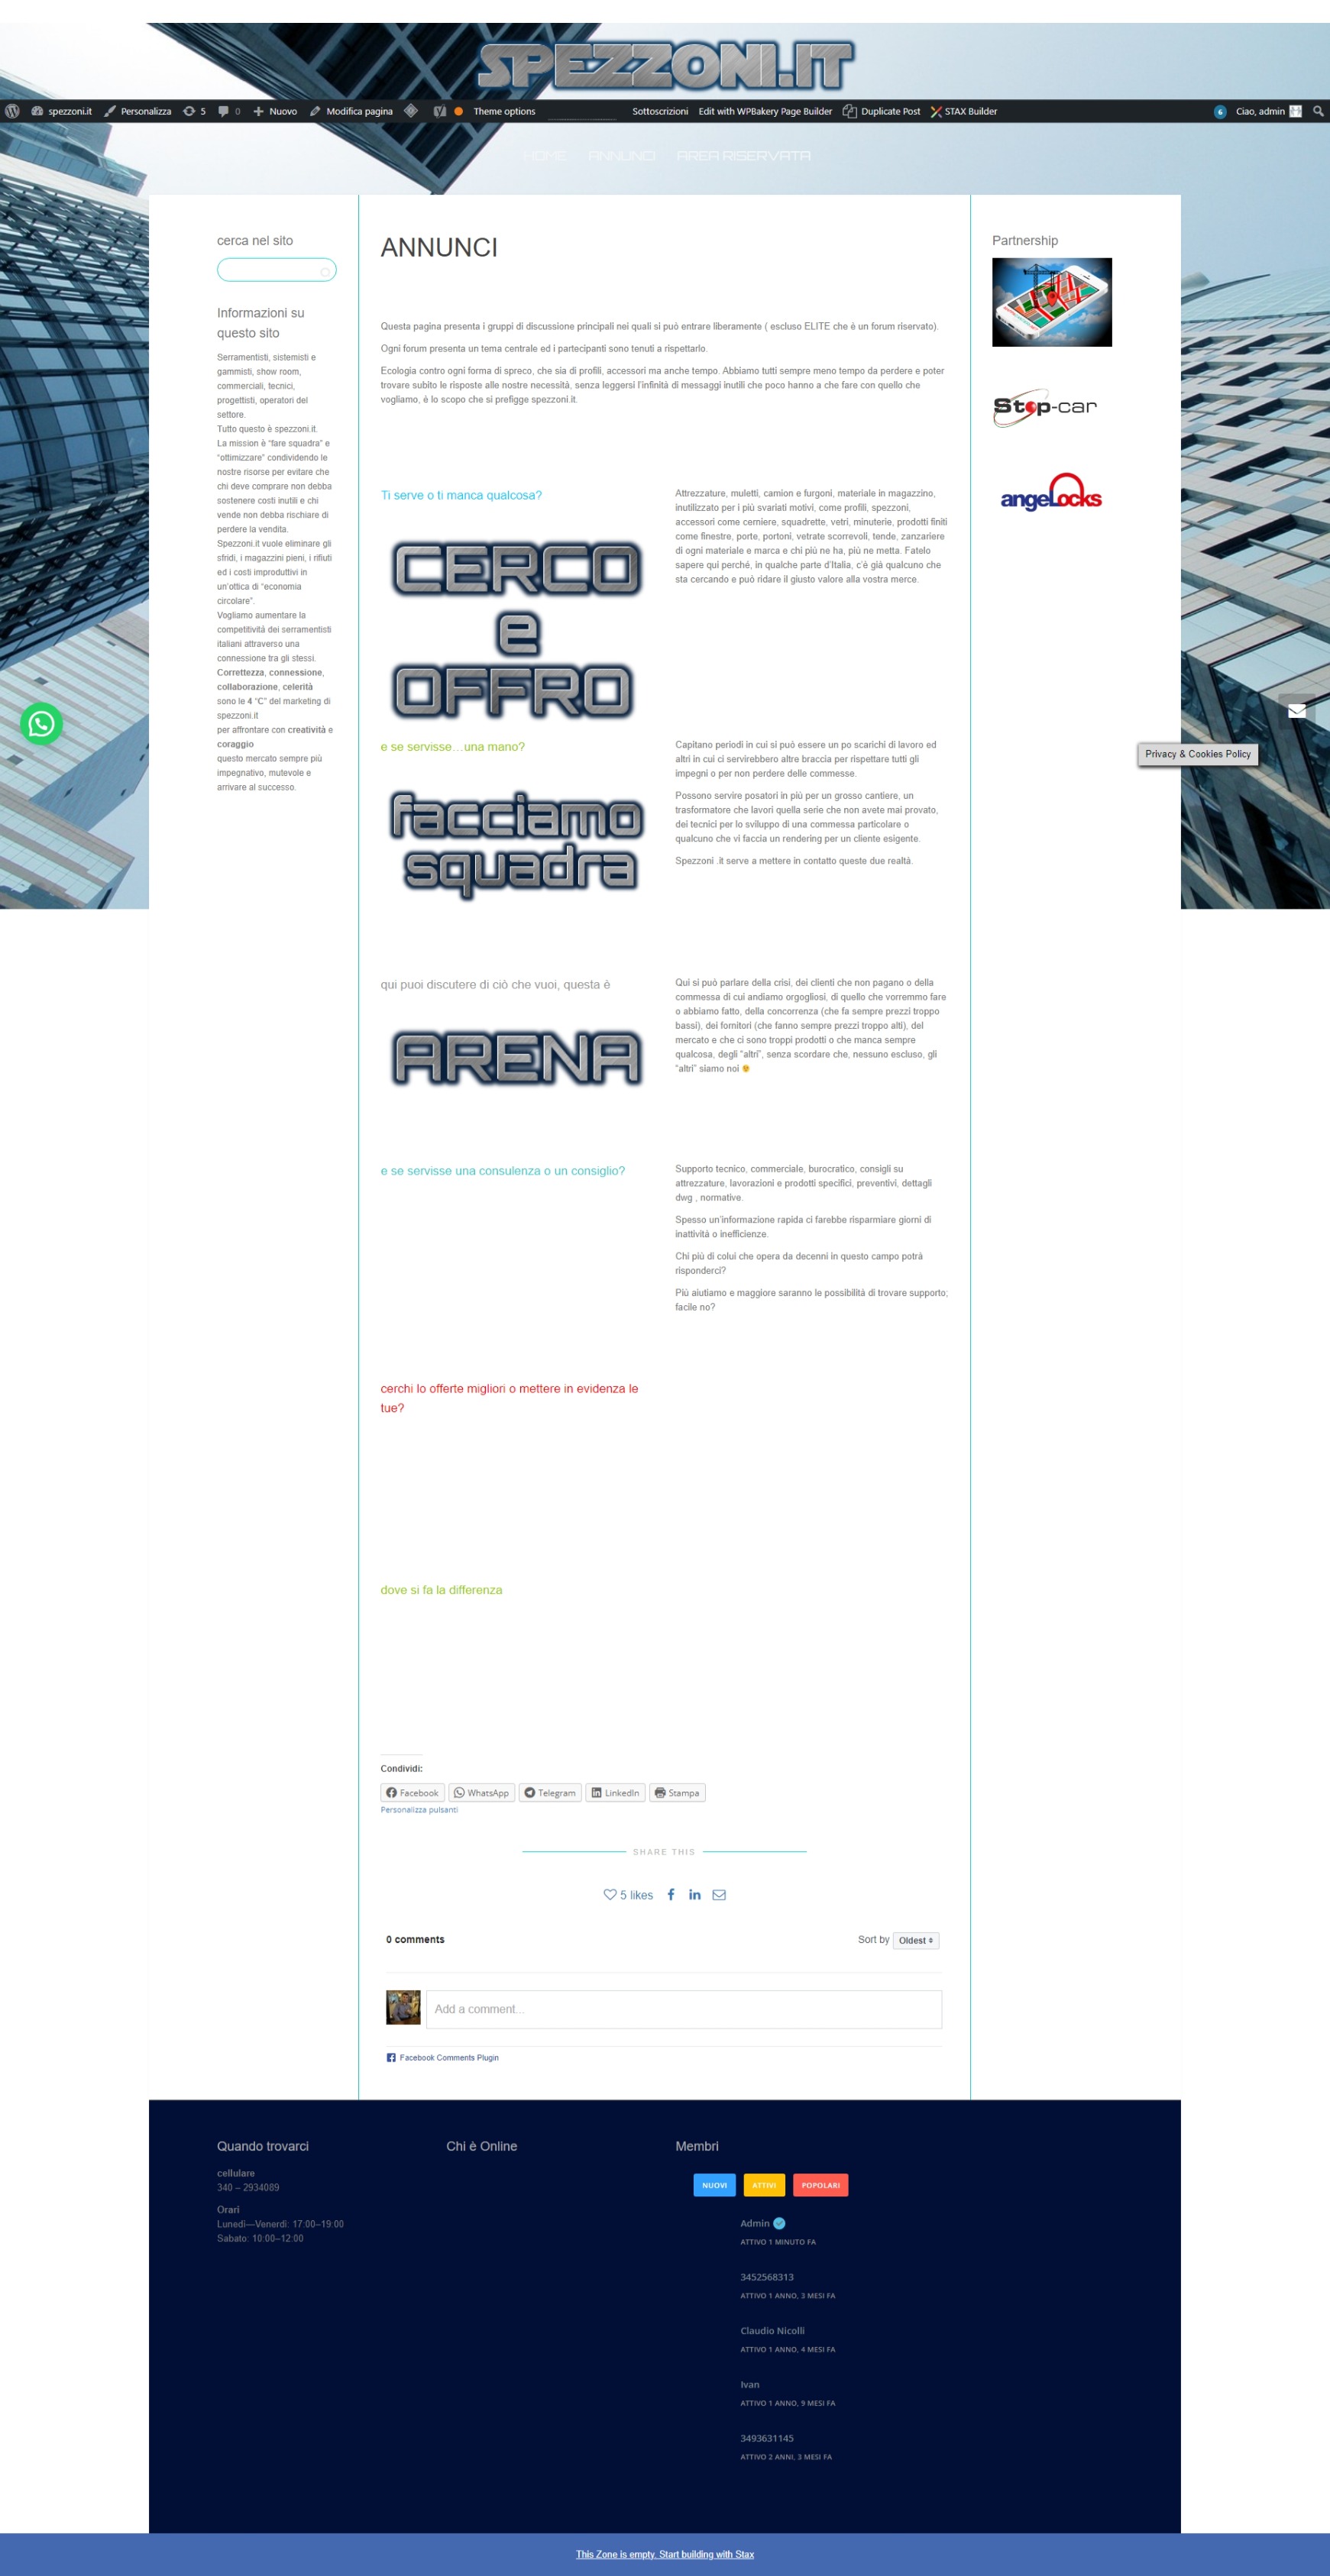 SPEZZONI.IT
spezzoni.it Personalizza 5 0 Nuovo Modifica pagina Theme options Sottoscrizioni Edit with WPBakery Page Builder Duplicate Post STAX Builder 6 Ciao, admin
HOME ANNUNCI AREA RISERVATA
cerca nel sito
Informazioni su
questo sito
Serramentisti, sistemisti e
gammisti, show room,
commerciali, tecnici,
progettisti, operatori del
settore.
Tutto questo è spezzoni.it.
La mission è “fare squadra” e
“ottimizzare” condividendo le
nostre risorse per evitare che
chi deve comprare non debba
sostenere costi inutili e chi
vende non debba rischiare di
perdere la vendita.
Spezzoni.it vuole eliminare gli
sfridi, i magazzini pieni, i rifiuti
ed i costi improduttivi in
un’ottica di “economia
circolare”.
Vogliamo aumentare la
competitività dei serramentisti
italiani attraverso una
connessione tra gli stessi.
Correttezza, connessione,
collaborazione, celerità
sono le 4 “C” del marketing di
spezzoni.it
per affrontare con creatività e
coraggio
questo mercato sempre più
impegnativo, mutevole e
arrivare al successo.
ANNUNCI
Questa pagina presenta i gruppi di discussione principali nei quali si può entrare liberamente ( escluso ELITE che è un forum riservato).
Ogni forum presenta un tema centrale ed i partecipanti sono tenuti a rispettarlo.
Ecologia contro ogni forma di spreco, che sia di profili, accessori ma anche tempo. Abbiamo tutti sempre meno tempo da perdere e poter
trovare subito le risposte alle nostre necessità, senza leggersi l’infinità di messaggi inutili che poco hanno a che fare con quello che
vogliamo, è lo scopo che si prefigge spezzoni.it.
Ti serve o ti manca qualcosa?
CERCO
e
OFFRO
Attrezzature, muletti, camion e furgoni, materiale in magazzino,
inutilizzato per i più svariati motivi, come profili, spezzoni,
accessori come cerniere, squadrette, vetri, minuterie, prodotti finiti
come finestre, porte, portoni, vetrate scorrevoli, tende, zanzariere
di ogni materiale e marca e chi più ne ha, più ne metta. Fatelo
sapere qui perché, in qualche parte d’Italia, c’è già qualcuno che
sta cercando e può ridare il giusto valore alla vostra merce.
e se servisse…una mano?
facciamo
squadra
Capitano periodi in cui si può essere un po scarichi di lavoro ed
altri in cui ci servirebbero altre braccia per rispettare tutti gli
impegni o per non perdere delle commesse.
Possono servire posatori in più per un grosso cantiere, un
trasformatore che lavori quella serie che non avete mai provato,
dei tecnici per lo sviluppo di una commessa particolare o
qualcuno che vi faccia un rendering per un cliente esigente.
Spezzoni .it serve a mettere in contatto queste due realtà.
qui puoi discutere di ciò che vuoi, questa è
ARENA
Qui si può parlare della crisi, dei clienti che non pagano o della
commessa di cui andiamo orgogliosi, di quello che vorremmo fare
o abbiamo fatto, della concorrenza (che fa sempre prezzi troppo
bassi), dei fornitori (che fanno sempre prezzi troppo alti), del
mercato e che ci sono troppi prodotti o che manca sempre
qualcosa, degli “altri”, senza scordare che, nessuno escluso, gli
“altri” siamo noi
e se servisse una consulenza o un consiglio?
Supporto tecnico, commerciale, burocratico, consigli su
attrezzature, lavorazioni e prodotti specifici, preventivi, dettagli
dwg , normative.
Spesso un’informazione rapida ci farebbe risparmiare giorni di
inattività o inefficienze.
Chi più di colui che opera da decenni in questo campo potrà
risponderci?
Più aiutiamo e maggiore saranno le possibilità di trovare supporto;
facile no?
cerchi lo offerte migliori o mettere in evidenza le
tue?
dove si fa la differenza
Condividi:
Facebook WhatsApp Telegram LinkedIn Stampa
Personalizza pulsanti
SHARE THIS
5 likes
0 comments
Sort by Oldest
Add a comment...
Facebook Comments Plugin
Partnership
Stop-car
angeLocks
Privacy & Cookies Policy
Quando trovarci
cellulare
340 – 2934089
Orari
Lunedì—Venerdì: 17:00–19:00
Sabato: 10:00–12:00
Chi è Online
Membri
NUOVI ATTIVI POPOLARI
Admin
ATTIVO 1 MINUTO FA
3452568313
ATTIVO 1 ANNO, 3 MESI FA
Claudio Nicolli
ATTIVO 1 ANNO, 4 MESI FA
Ivan
ATTIVO 1 ANNO, 9 MESI FA
3493631145
ATTIVO 2 ANNI, 3 MESI FA
This Zone is empty. Start building with Stax